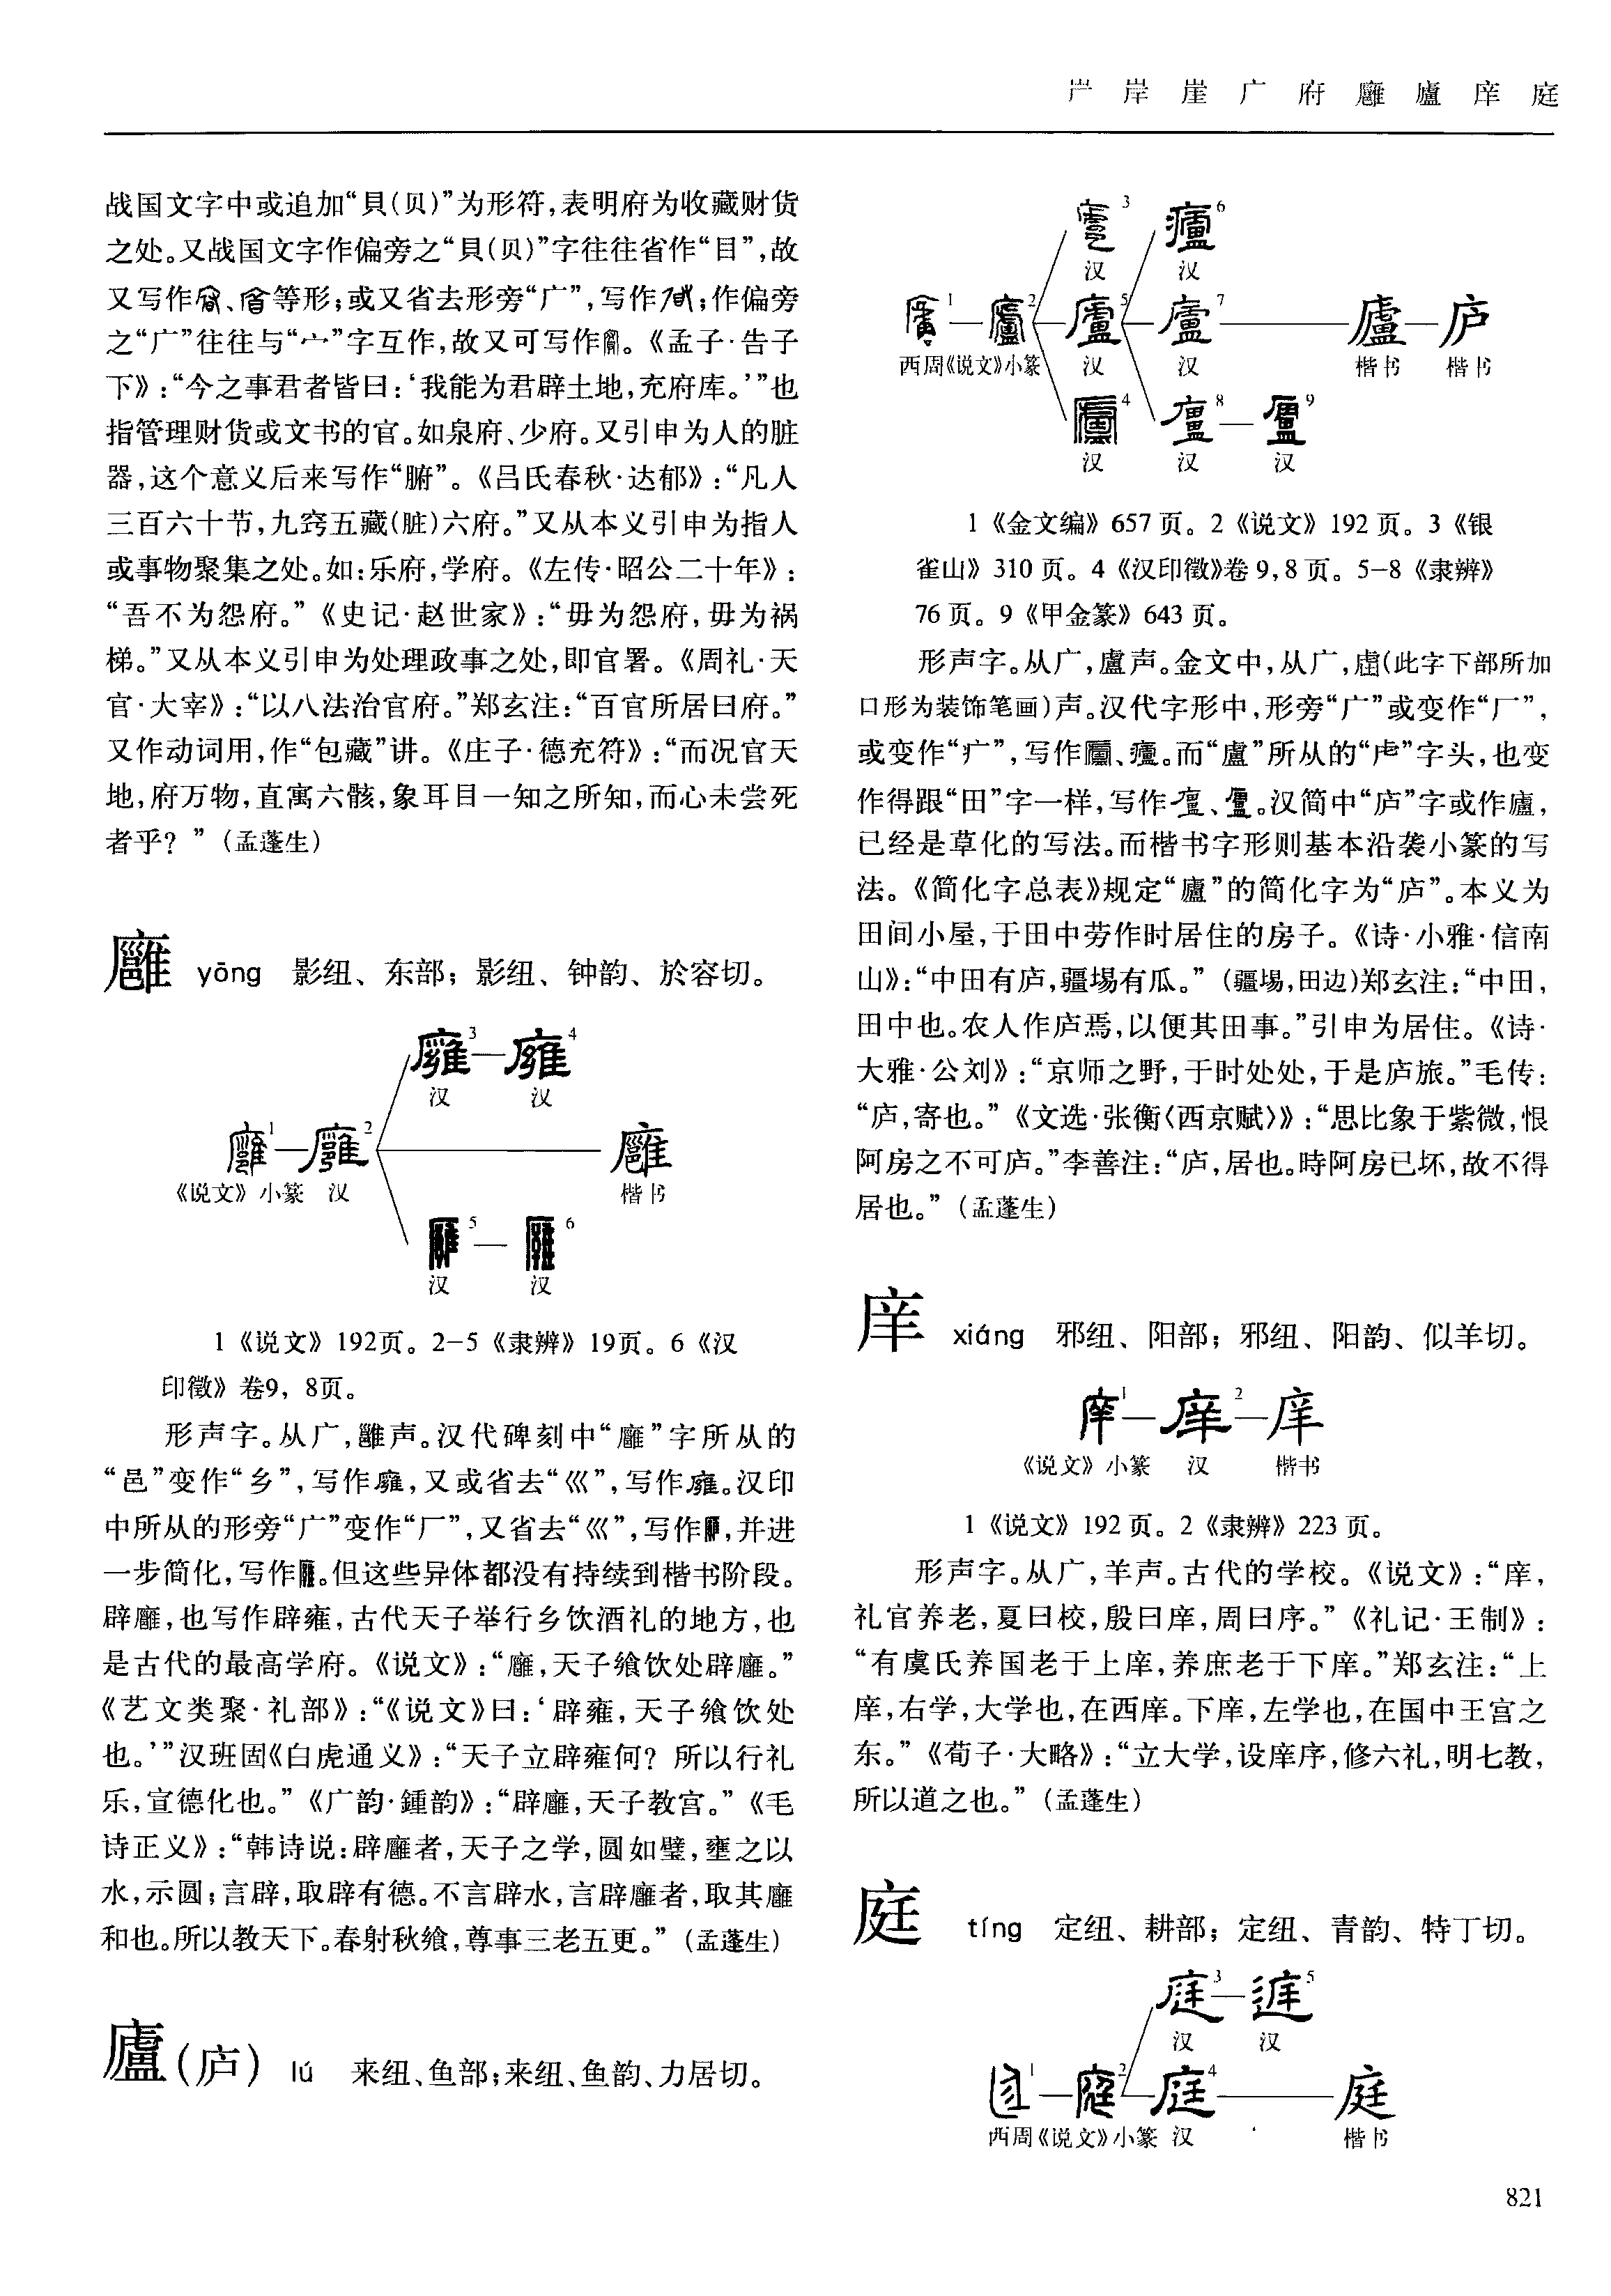 屵 岸 崖 广 府 廱 廬 庠 庭
战国文字中或追加“貝(贝)”为形符,表明府为收藏财货
之处。又战国文字作偏旁之“貝(贝)”字往往省作“目”,故
又写作、等形;或又省去形旁“广”,写作;作偏旁
之“广”往往与“宀”字互作,故又可写作。《孟子·告子
下》:“今之事君者皆曰:‘我能为君辟土地,充府库。’”也
指管理财货或文书的官。如泉府、少府。又引申为人的脏
器,这个意义后来写作“腑”。《吕氏春秋·达郁》:“凡人
三百六十节,九窍五藏(脏)六府。”又从本义引申为指人
或事物聚集之处。如:乐府,学府。《左传·昭公二十年》:
“吾不为怨府。”《史记·赵世家》:“毋为怨府,毋为祸
梯。”又从本义引申为处理政事之处,即官署。《周礼·天
官·大宰》:“以八法治官府。”郑玄注:“百官所居曰府。”
又作动词用,作“包藏”讲。《庄子·德充符》:“而况官天
地,府万物,直寓六骸,象耳目一知之所知,而心未尝死
者乎?”(孟蓬生)
廱 yōng 影纽、东部;影纽、钟韵、於容切。
3 4
汉 汉
1 2 廱
《说文》小篆 汉 楷书
5 6
汉 汉
1《说文》192页。2-5《隶辨》19页。6《汉
印徵》卷9,8页。
形声字。从广,雝声。汉代碑刻中“廱”字所从的
“邑”变作“乡”,写作,又或省去“巛”,写作。汉印
中所从的形旁“广”变作“厂”,又省去“巛”,写作,并进
一步简化,写作。但这些异体都没有持续到楷书阶段。
辟廱,也写作辟雍,古代天子举行乡饮酒礼的地方,也
是古代的最高学府。《说文》:“廱,天子飨饮处辟廱。”
《艺文类聚·礼部》:“《说文》曰:‘辟雍,天子飨饮处
也。’”汉班固《白虎通义》:“天子立辟雍何?所以行礼
乐,宣德化也。”《广韵·鍾韵》:“辟廱,天子教宫。”《毛
诗正义》:“韩诗说:辟廱者,天子之学,圆如璧,壅之以
水,示圆;言辟,取辟有德。不言辟水,言辟廱者,取其廱
和也。所以教天下。春射秋飨,尊事三老五更。”(孟蓬生)
廬(庐) lú 来纽、鱼部;来纽、鱼韵、力居切。
3 6
汉 汉
1 2 5 7 廬 庐
西周《说文》小篆 汉 汉 楷书 楷书
4 8 9
汉 汉 汉
1《金文编》657页。2《说文》192页。3《银
雀山》310页。4《汉印徵》卷9,8页。5-8《隶辨》
76页。9《甲金篆》643页。
形声字。从广,盧声。金文中,从广,(此字下部所加
口形为装饰笔画)声。汉代字形中,形旁“广”或变作“厂”,
或变作“疒”,写作、。而“盧”所从的“虍”字头,也变
作得跟“田”字一样,写作、。汉简中“庐”字或作廬,
已经是草化的写法。而楷书字形则基本沿袭小篆的写
法。《简化字总表》规定“廬”的简化字为“庐”。本义为
田间小屋,于田中劳作时居住的房子。《诗·小雅·信南
山》:“中田有庐,疆埸有瓜。”(疆埸,田边)郑玄注:“中田,
田中也。农人作庐焉,以便其田事。”引申为居住。《诗·
大雅·公刘》:“京师之野,于时处处,于是庐旅。”毛传:
“庐,寄也。”《文选·张衡〈西京赋〉》:“思比象于紫微,恨
阿房之不可庐。”李善注:“庐,居也。時阿房已坏,故不得
居也。”(孟蓬生)
庠 xiáng 邪纽、阳部;邪纽、阳韵、似羊切。
1 2 庠
《说文》小篆 汉 楷书
1《说文》192页。2《隶辨》223页。
形声字。从广,羊声。古代的学校。《说文》:“庠,
礼官养老,夏曰校,殷曰庠,周曰序。”《礼记·王制》:
“有虞氏养国老于上庠,养庶老于下庠。”郑玄注:“上
庠,右学,大学也,在西庠。下庠,左学也,在国中王宫之
东。”《荀子·大略》:“立大学,设庠序,修六礼,明七教,
所以道之也。”(孟蓬生)
庭 tíng 定纽、耕部;定纽、青韵、特丁切。
3 5
汉 汉
1 2 4 庭
西周《说文》小篆 汉 楷书
821